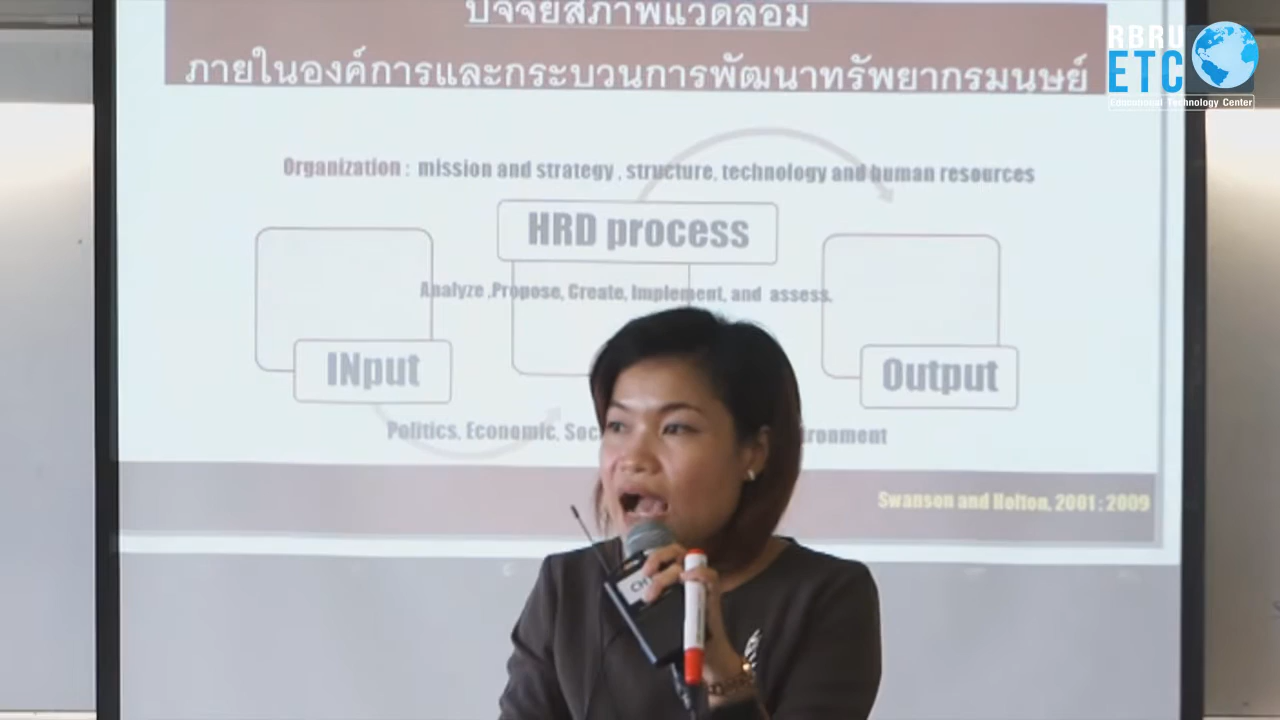 ปัจจัยสภาพแวดล้อม
ภายในองค์การและกระบวนการพัฒนาทรัพยากรมนุษย์
RBRU
ETC
Educational Technology Center
Organization : mission and strategy , structure, technology and human resources
HRD process
Analyze ,Propose, Create, Implement, and assess.
INput
Output
Politics, Economic,
Swanson and Holton, 2001 : 2009
CH